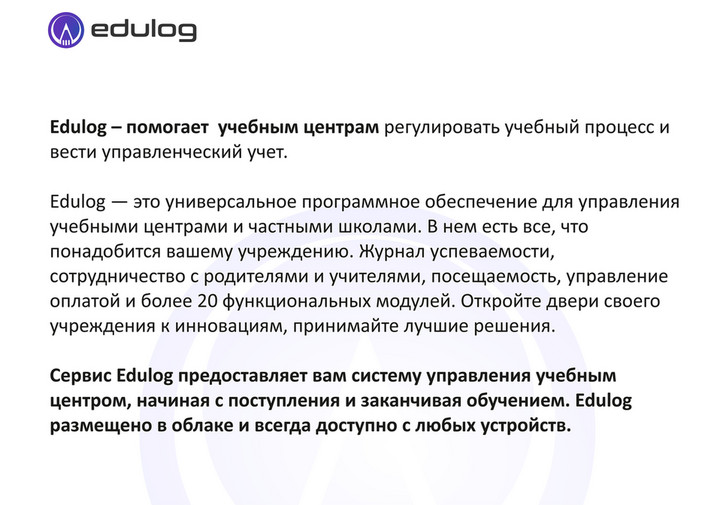 edulog
Edulog – помогает  учебным центрам регулировать учебный процесс и
вести управленческий учет.
Edulog — это универсальное программное обеспечение для управления
учебными центрами и частными школами. В нем есть все, что
понадобится вашему учреждению. Журнал успеваемости,
сотрудничество с родителями и учителями, посещаемость, управление
оплатой и более 20 функциональных модулей. Откройте двери своего
учреждения к инновациям, принимайте лучшие решения.
Сервис Edulog предоставляет вам систему управления учебным
центром, начиная с поступления и заканчивая обучением. Edulog
размещено в облаке и всегда доступно с любых устройств.